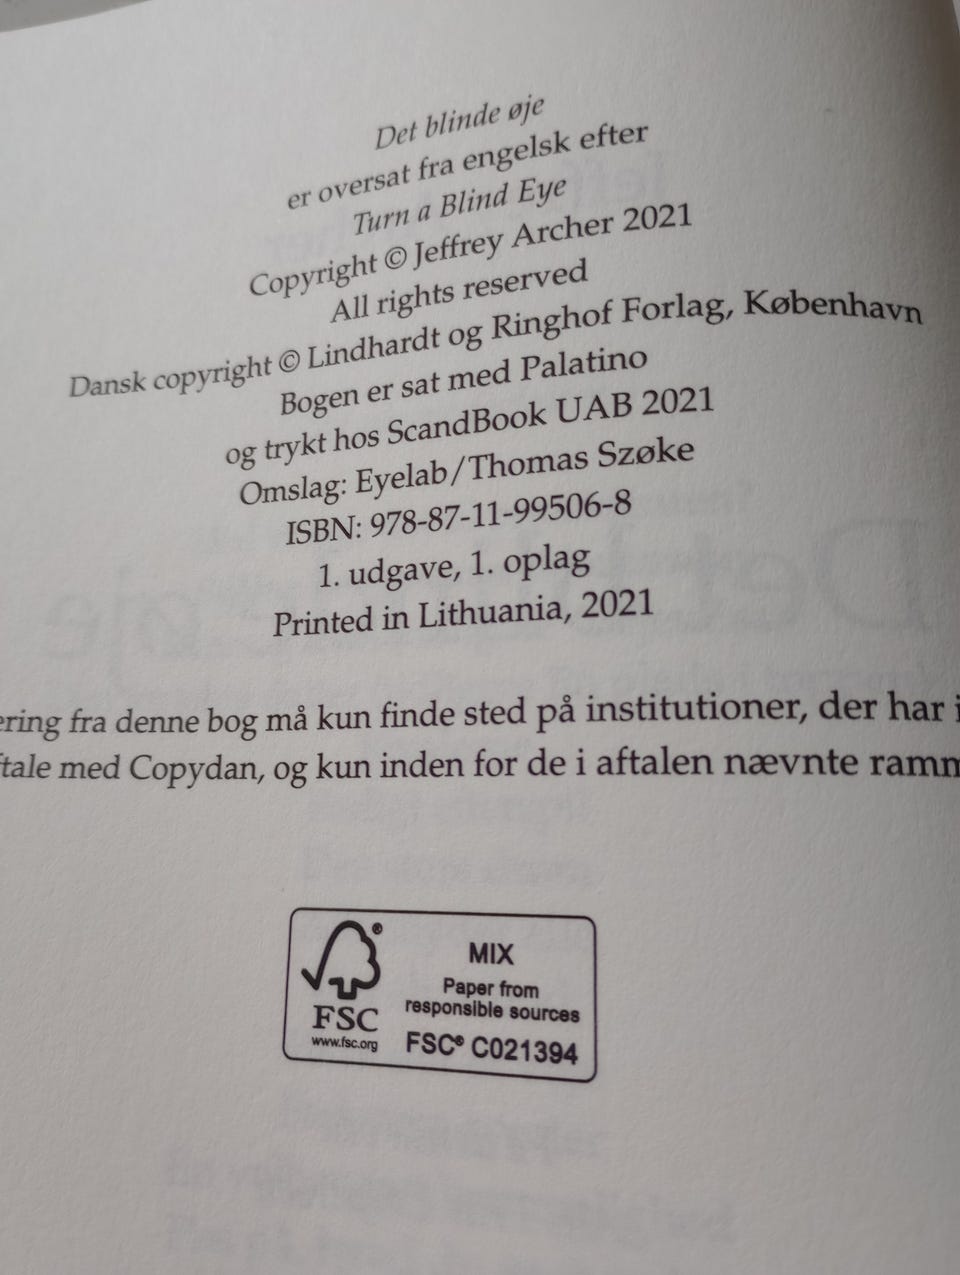 Det blinde øje
er oversat fra engelsk efter
Turn a Blind Eye
Copyright © Jeffrey Archer 2021
All rights reserved
Dansk copyright © Lindhardt og Ringhof Forlag, København
Bogen er sat med Palatino
og trykt hos ScandBook UAB 2021
Omslag: Eyelab/Thomas Szøke
ISBN: 978-87-11-99506-8
1. udgave, 1. oplag
Printed in Lithuania, 2021
ering fra denne bog må kun finde sted på institutioner, der har i
ftale med Copydan, og kun inden for de i aftalen nævnte ramm
®
FSC
www.fsc.org
MIX
Paper from
responsible sources
FSC® C021394